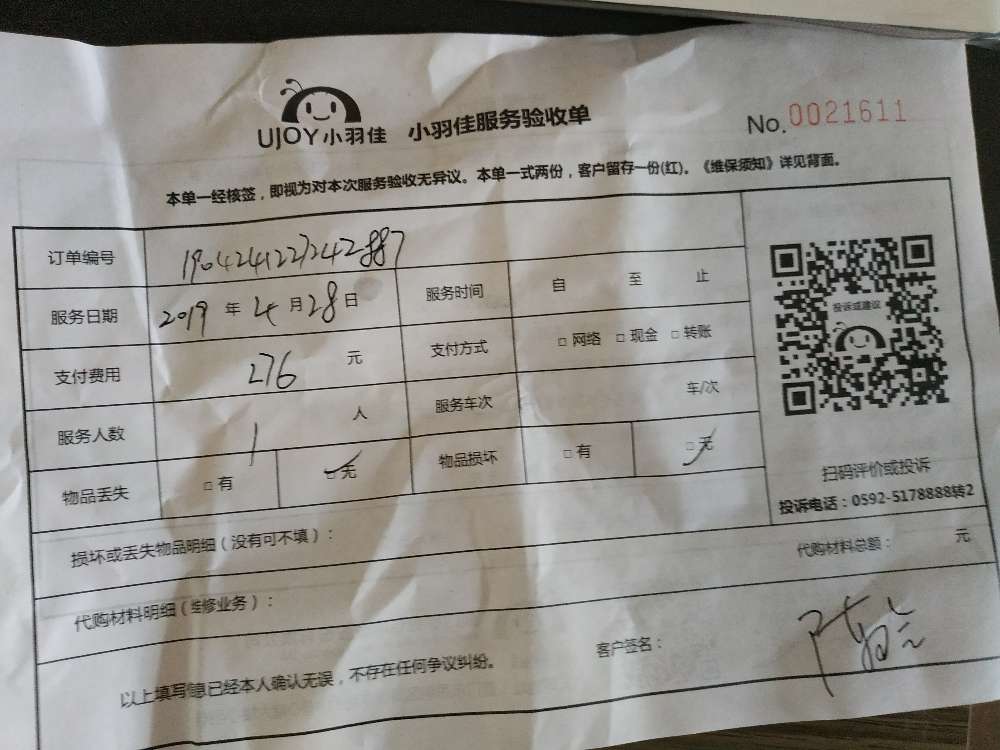 UJOY小羽佳 小羽佳服务验收单 No.0021611
本单一经核签，即视为对本次服务验收无异议。本单一式两份，客户留存一份(红)。《维保须知》详见背面。
订单编号 1904241227242887
服务日期 2019 年 4 月 28 日 服务时间 自 至 止
支付费用 276 元 支付方式 □ 网络 □ 现金 □ 转账
服务人数 1 人 服务车次 车/次
物品丢失 □ 有 □ 无 物品损坏 □ 有 □ 无
投诉或建议
扫码评价或投诉
投诉电话：0592-5178888转2
损坏或丢失物品明细（没有可不填）：
代购材料明细（维修业务）： 代购材料总额： 元
以上填写信息已经本人确认无误，不存在任何争议纠纷。 客户签名：